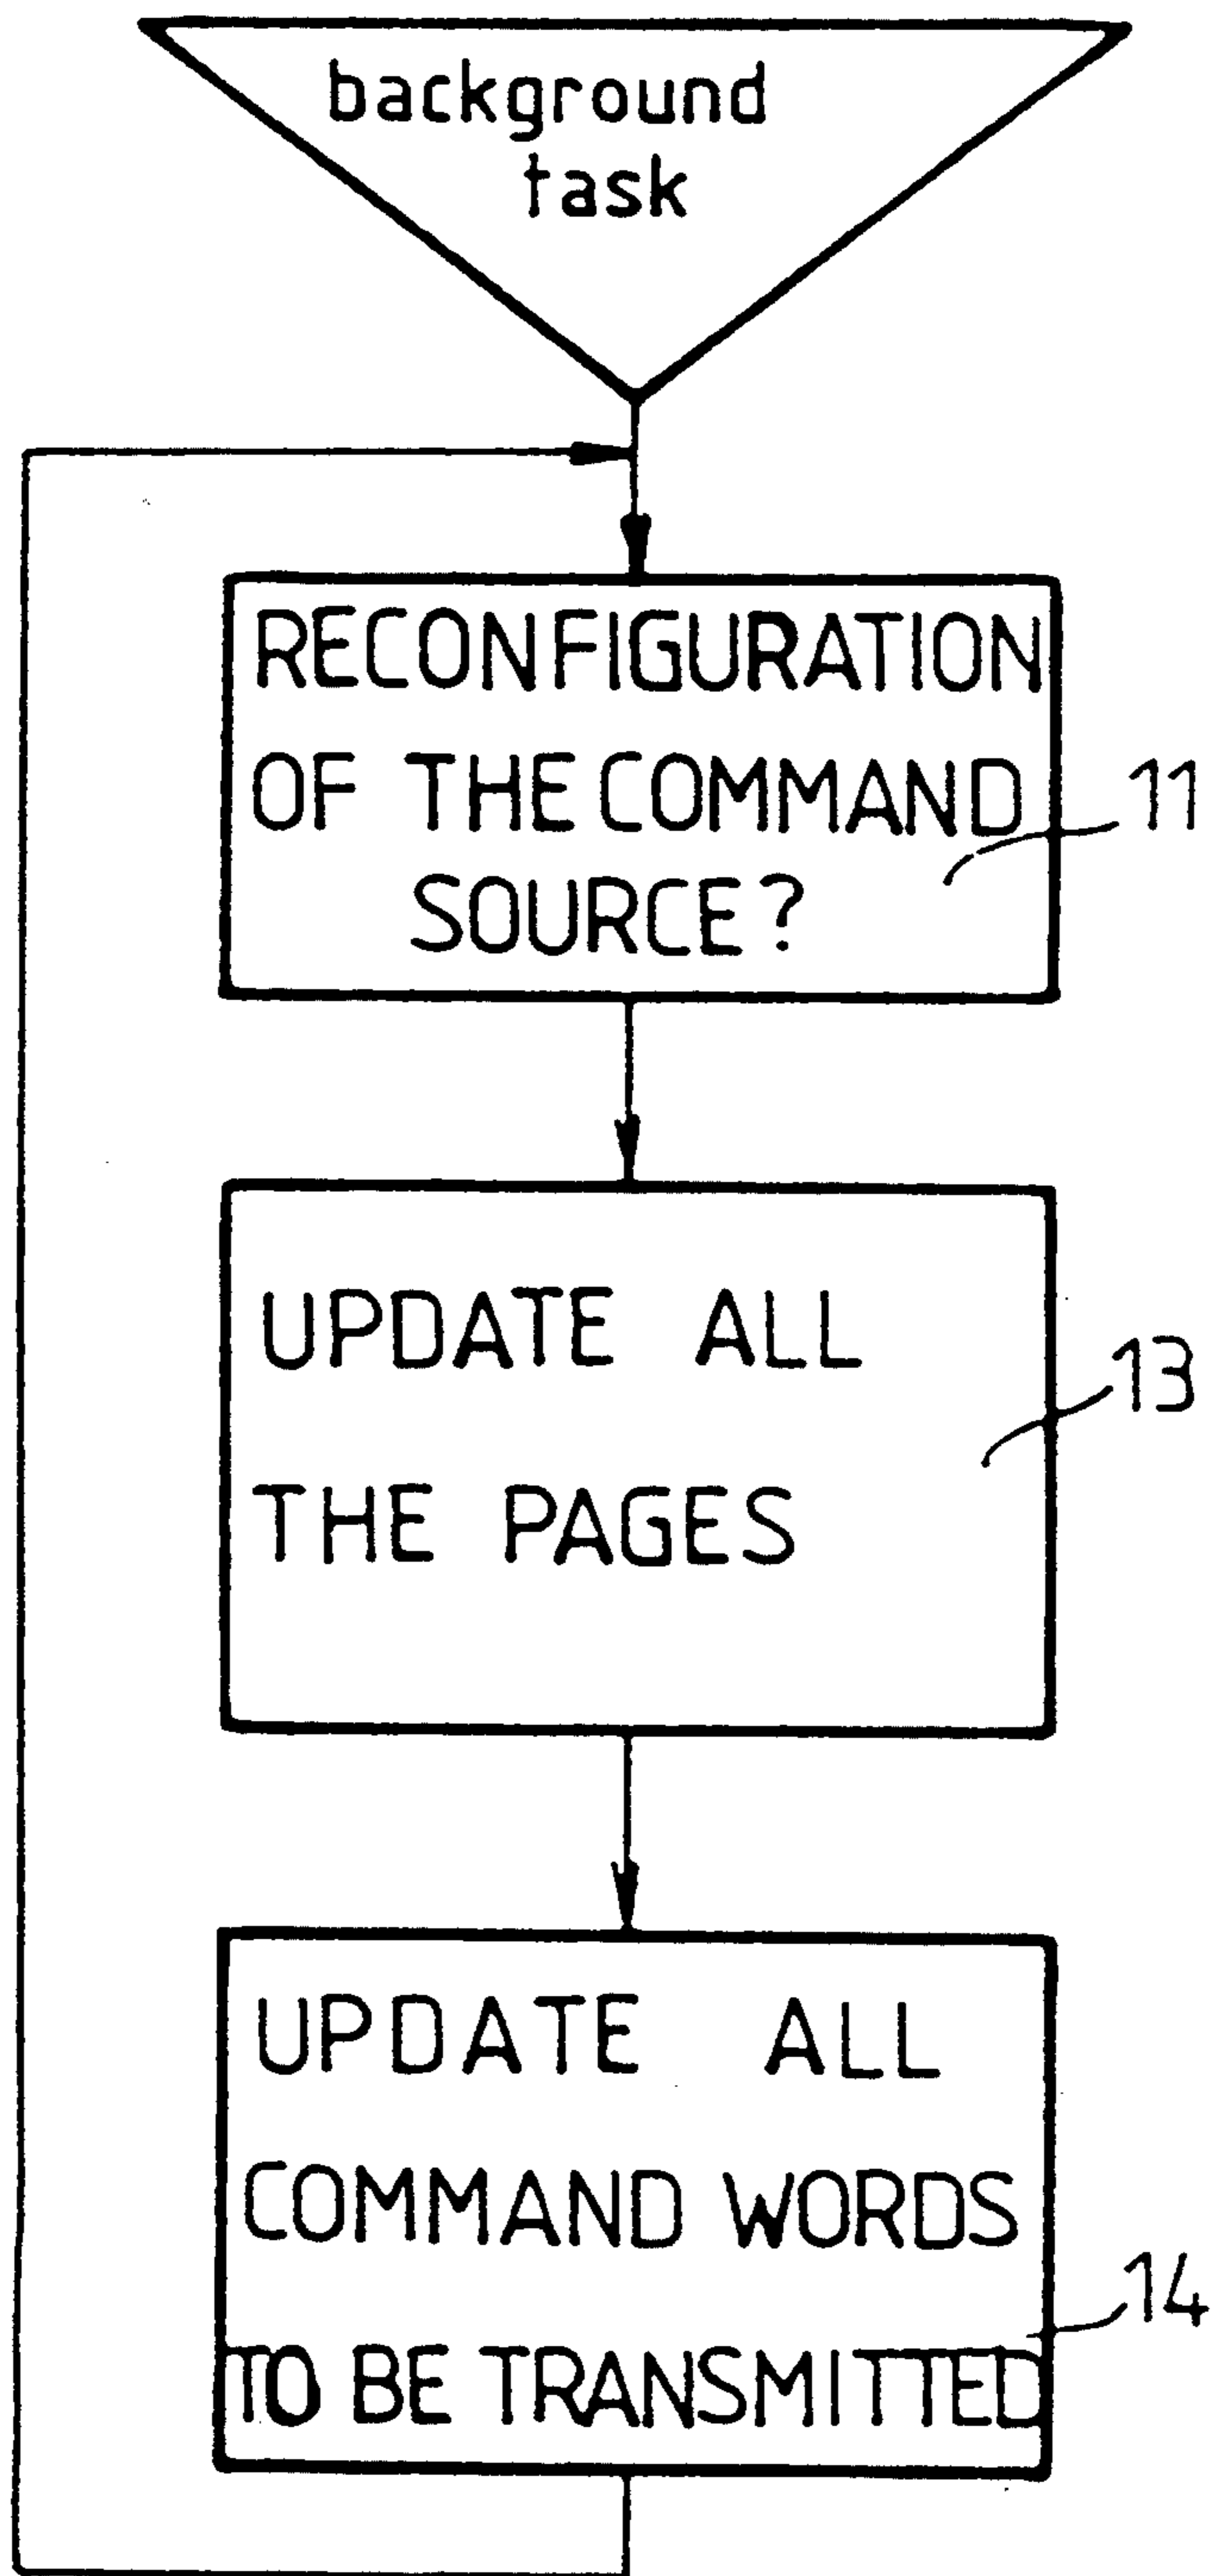 background
task
RECONFIGURATION
OF THE COMMAND
SOURCE?
11
UPDATE ALL
THE PAGES
13
UPDATE ALL
COMMAND WORDS
TO BE TRANSMITTED
14